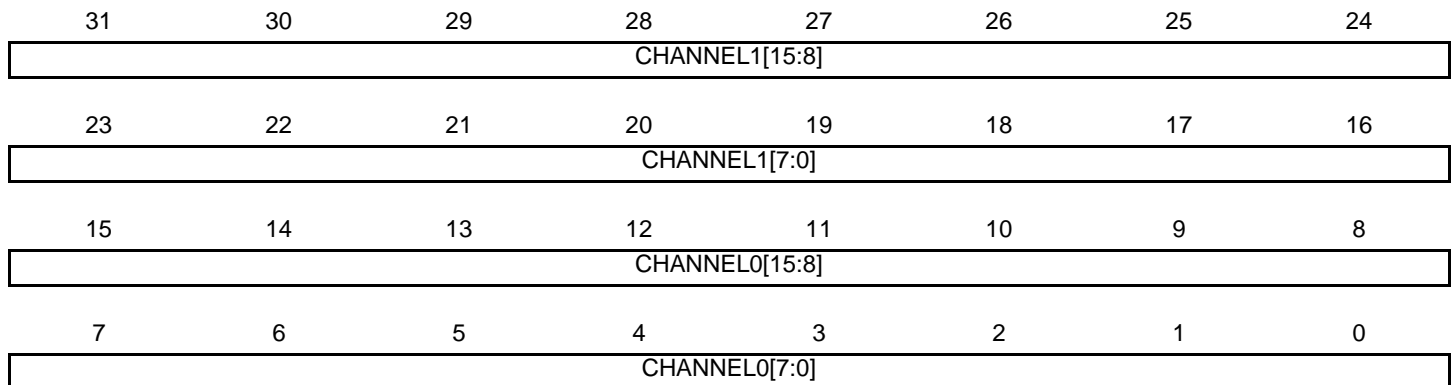 31 30 29 28 27 26 25 24
CHANNEL1[15:8]
23 22 21 20 19 18 17 16
CHANNEL1[7:0]
15 14 13 12 11 10 9 8
CHANNEL0[15:8]
7 6 5 4 3 2 1 0
CHANNEL0[7:0]